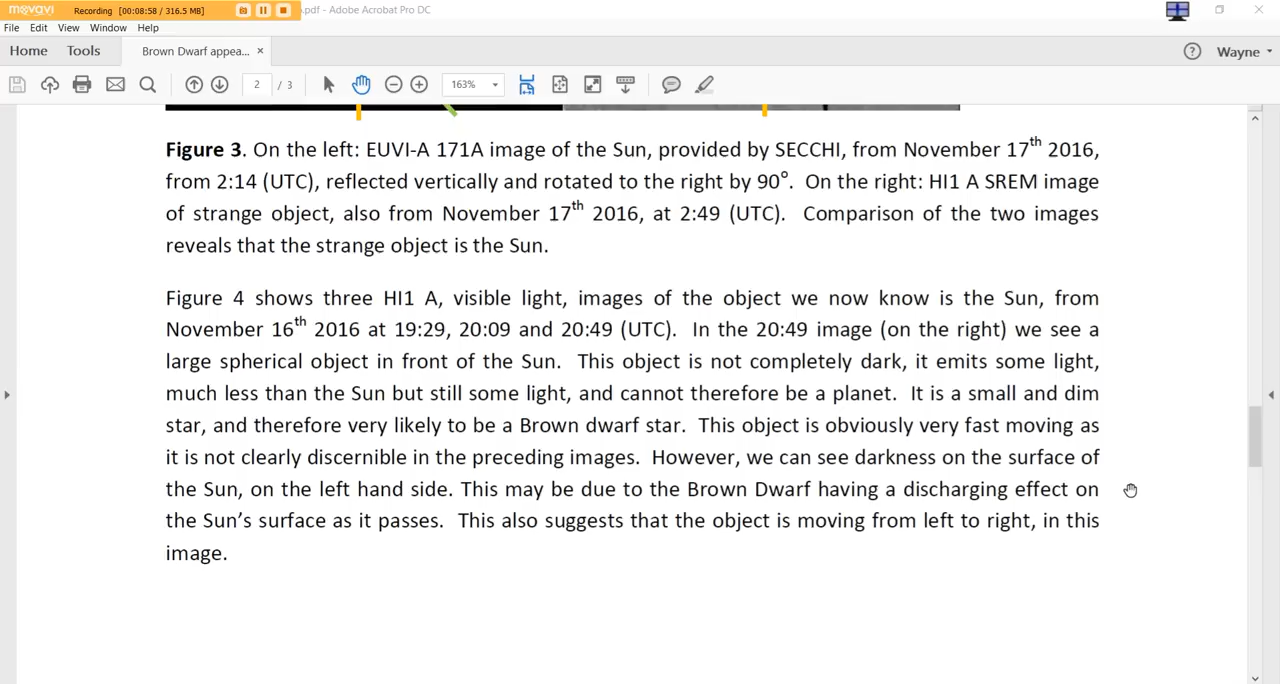 movavi Recording [00:08:58 / 316.5 MB] .pdf - Adobe Acrobat Pro DC
File Edit View Window Help
Home Tools Brown Dwarf appea... × ? Wayne
2 / 3 163%
Figure 3. On the left: EUVI-A 171A image of the Sun, provided by SECCHI, from November 17th 2016,
from 2:14 (UTC), reflected vertically and rotated to the right by 90°. On the right: HI1 A SREM image
of strange object, also from November 17th 2016, at 2:49 (UTC). Comparison of the two images
reveals that the strange object is the Sun.
Figure 4 shows three HI1 A, visible light, images of the object we now know is the Sun, from
November 16th 2016 at 19:29, 20:09 and 20:49 (UTC). In the 20:49 image (on the right) we see a
large spherical object in front of the Sun. This object is not completely dark, it emits some light,
much less than the Sun but still some light, and cannot therefore be a planet. It is a small and dim
star, and therefore very likely to be a Brown dwarf star. This object is obviously very fast moving as
it is not clearly discernible in the preceding images. However, we can see darkness on the surface of
the Sun, on the left hand side. This may be due to the Brown Dwarf having a discharging effect on
the Sun's surface as it passes. This also suggests that the object is moving from left to right, in this
image.